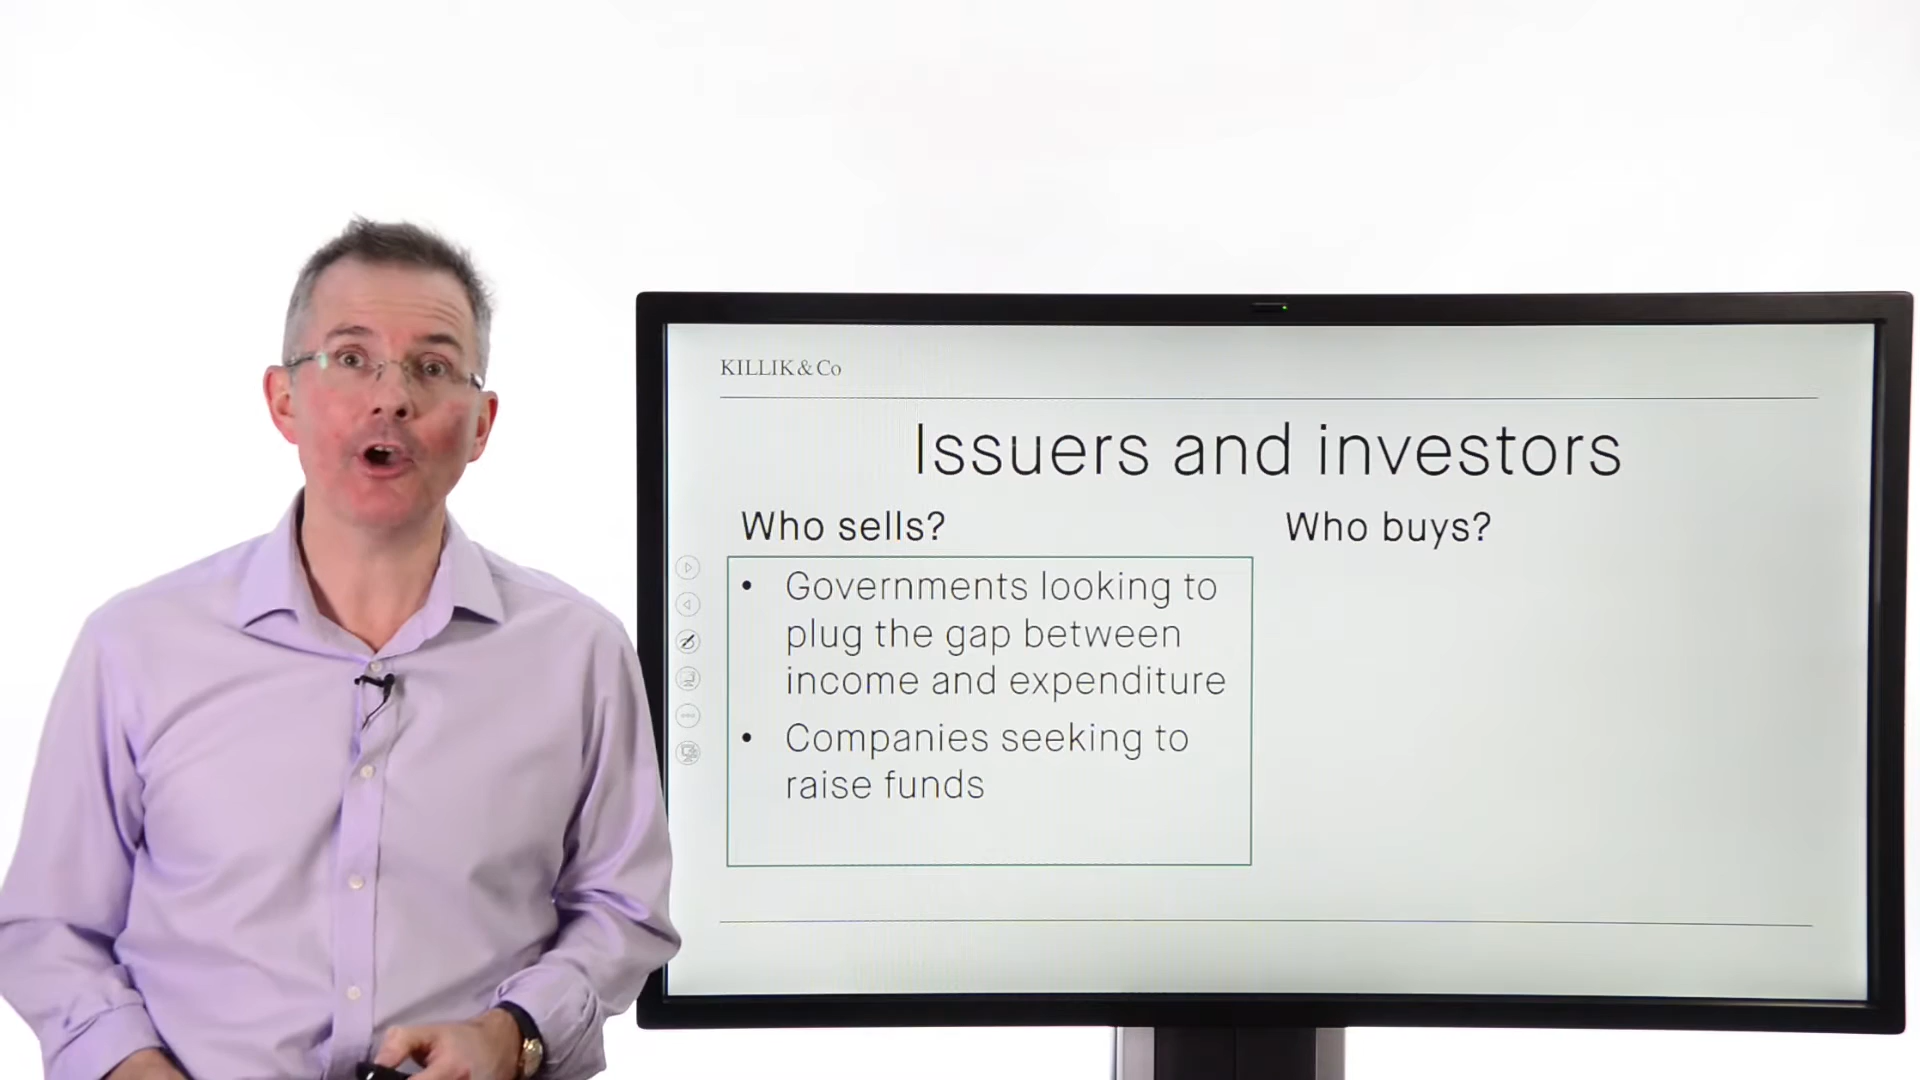 KILLIK & Co
Issuers and investors
Who sells?
Who buys?
• Governments looking to
plug the gap between
income and expenditure
• Companies seeking to
raise funds